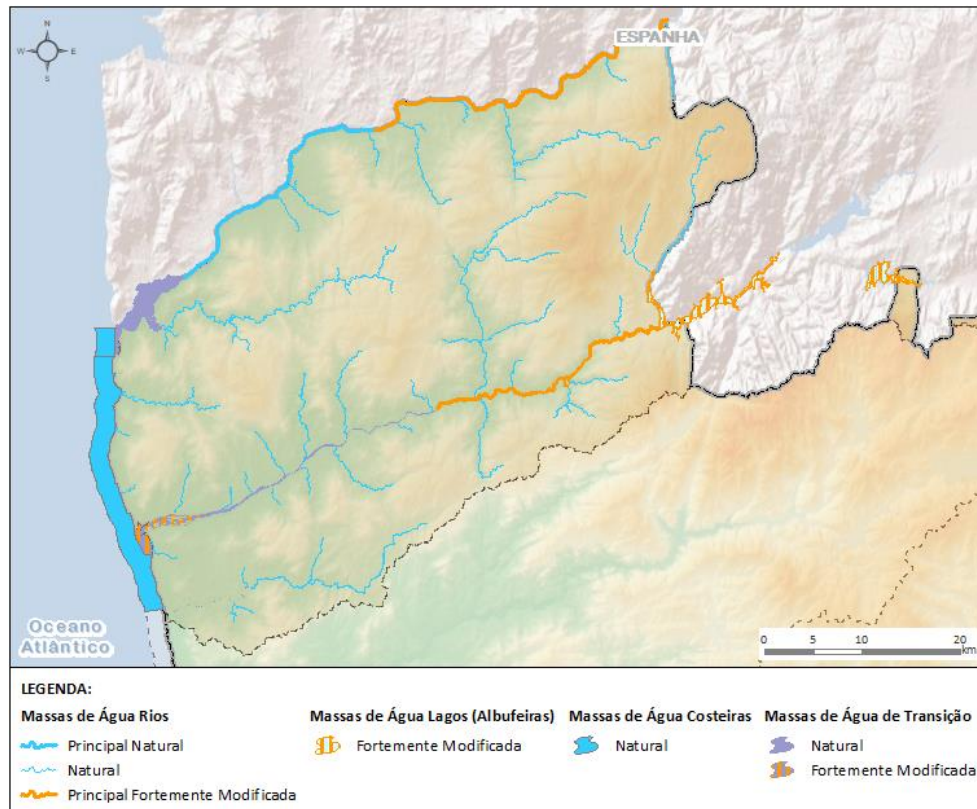 N
W E
S
ESPANHA
Oceano
Atlântico
0 5 10 20
km
LEGENDA:
Massas de Água Rios
Principal Natural
Natural
Principal Fortemente Modificada
Massas de Água Lagos (Albufeiras)
Fortemente Modificada
Massas de Água Costeiras
Natural
Massas de Água de Transição
Natural
Fortemente Modificada